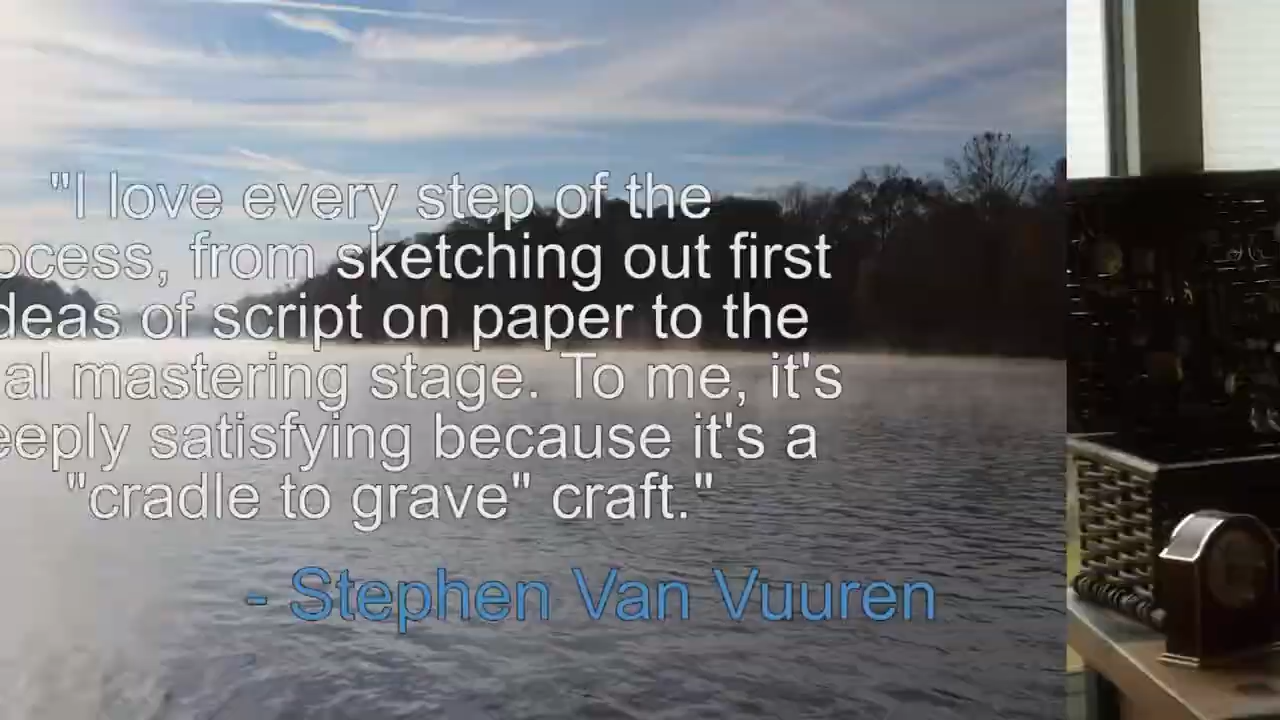 "I love every step of the
ocess, from sketching out first
deas of script on paper to the
al mastering stage. To me, it's
eeply satisfying because it's a
"cradle to grave" craft."
- Stephen Van Vuuren